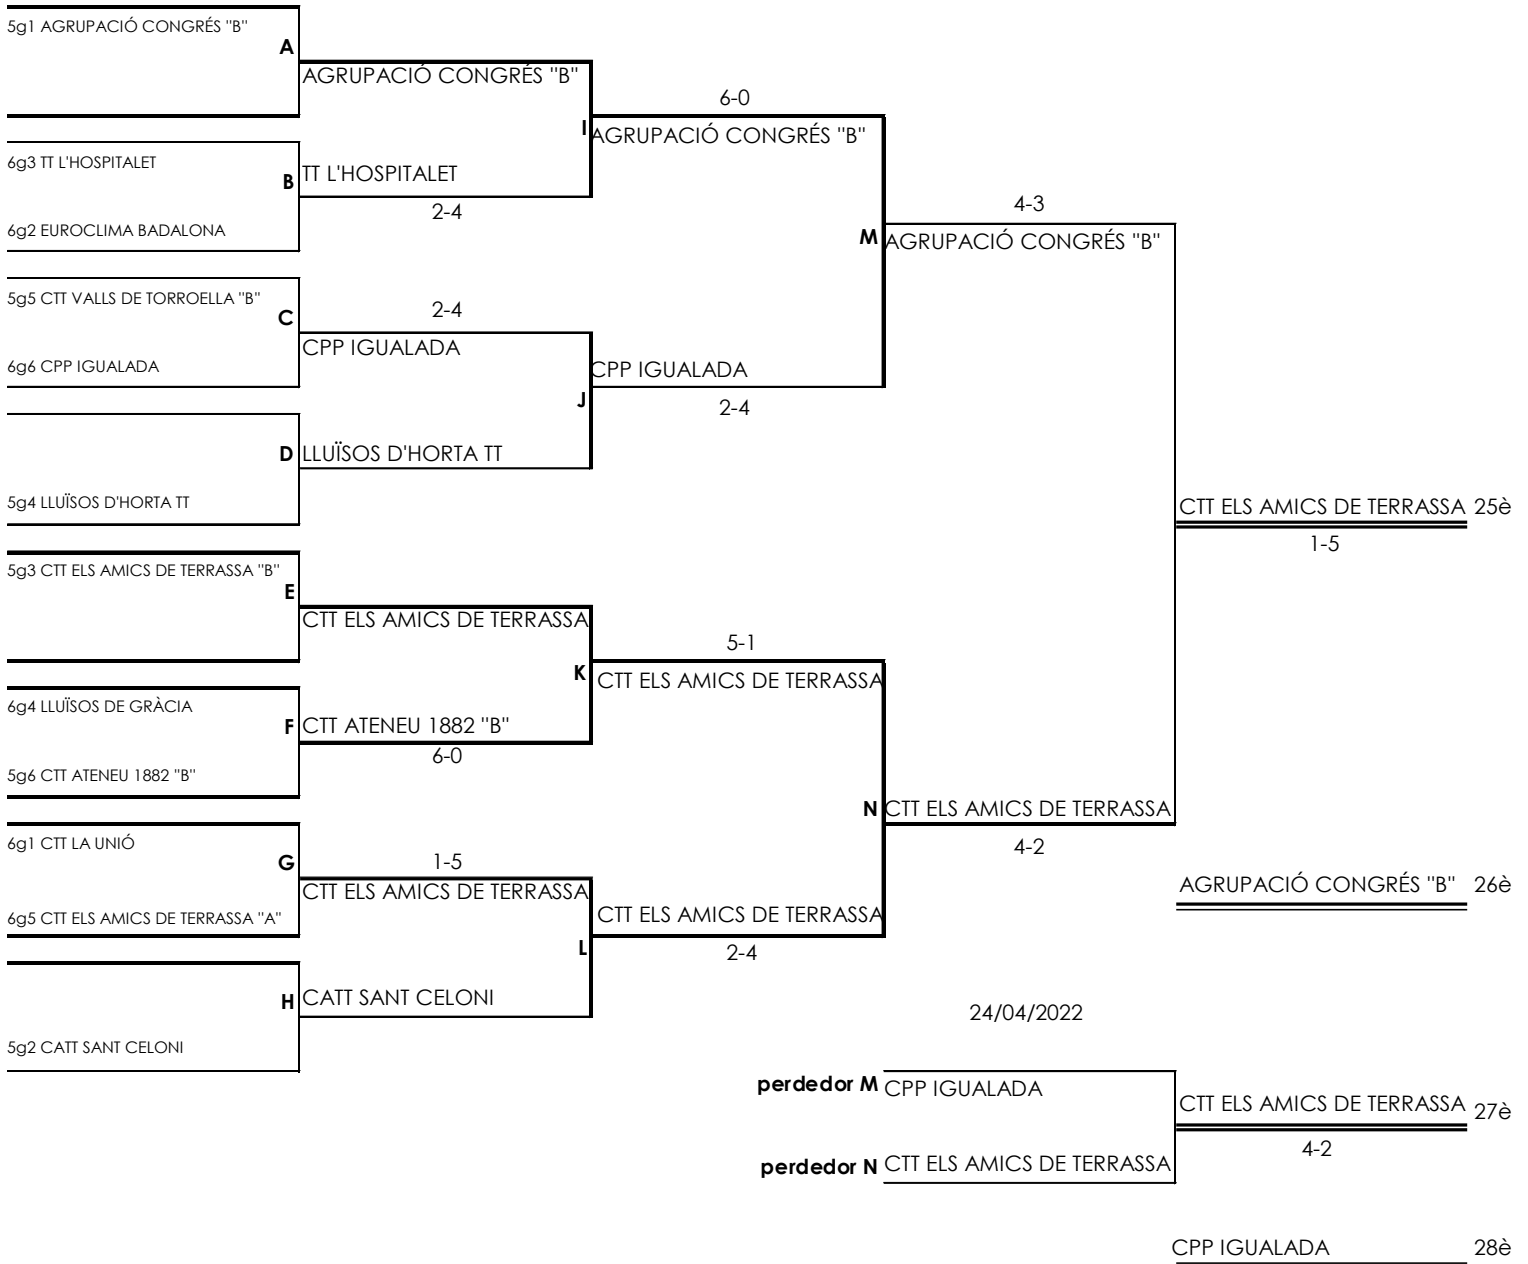 5g1 AGRUPACIÓ CONGRÉS "B"
A
AGRUPACIÓ CONGRÉS "B"
6-0
I
AGRUPACIÓ CONGRÉS "B"
6g3 TT L'HOSPITALET
B
TT L'HOSPITALET
2-4
6g2 EUROCLIMA BADALONA
4-3
M
AGRUPACIÓ CONGRÉS "B"
5g5 CTT VALLS DE TORROELLA "B"
C
2-4
CPP IGUALADA
6g6 CPP IGUALADA
CPP IGUALADA
J
2-4
D
LLUÏSOS D'HORTA TT
5g4 LLUÏSOS D'HORTA TT
CTT ELS AMICS DE TERRASSA 25è
1-5
5g3 CTT ELS AMICS DE TERRASSA "B"
E
CTT ELS AMICS DE TERRASSA
5-1
K
CTT ELS AMICS DE TERRASSA
6g4 LLUÏSOS DE GRÀCIA
F
CTT ATENEU 1882 "B"
6-0
5g6 CTT ATENEU 1882 "B"
N
CTT ELS AMICS DE TERRASSA
4-2
6g1 CTT LA UNIÓ
G
1-5
CTT ELS AMICS DE TERRASSA
AGRUPACIÓ CONGRÉS "B" 26è
6g5 CTT ELS AMICS DE TERRASSA "A"
CTT ELS AMICS DE TERRASSA
L
2-4
H
CATT SANT CELONI
5g2 CATT SANT CELONI
24/04/2022
perdedor M
CPP IGUALADA
CTT ELS AMICS DE TERRASSA 27è
4-2
perdedor N
CTT ELS AMICS DE TERRASSA
CPP IGUALADA 28è